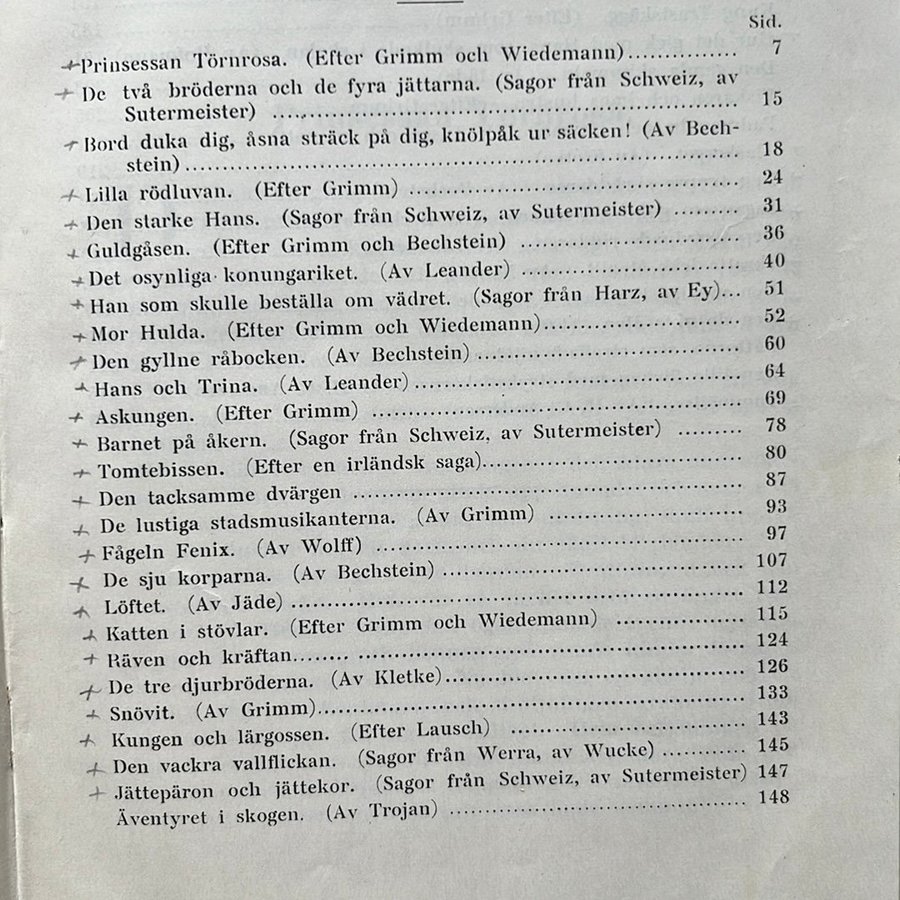 Sid.
Prinsessan Törnrosa. (Efter Grimm och Wiedemann)............... 7
De två bröderna och de fyra jättarna. (Sagor från Schweiz, av
Sutermeister) ............... 15
Bord duka dig, åsna sträck på dig, knölpåk ur säcken! (Av Bech-
stein)............... 18
Lilla rödluvan. (Efter Grimm) ............... 24
Den starke Hans. (Sagor från Schweiz, av Sutermeister) ......... 31
Guldgåsen. (Efter Grimm och Bechstein) ............... 36
Det osynliga konungariket. (Av Leander) ............... 40
Han som skulle beställa om vädret. (Sagor från Harz, av Ey)... 51
Mor Hulda. (Efter Grimm och Wiedemann)............... 52
Den gyllne råbocken. (Av Bechstein)............... 60
Hans och Trina. (Av Leander)............... 64
Askungen. (Efter Grimm) ............... 69
Barnet på åkern. (Sagor från Schweiz, av Sutermeister) ......... 78
Tomtebissen. (Efter en irländsk saga)............... 80
Den tacksamme dvärgen ............... 87
De lustiga stadsmusikanterna. (Av Grimm) ............... 93
Fågeln Fenix. (Av Wolff) ............... 97
De sju korparna. (Av Bechstein) ............... 107
Löftet. (Av Jäde) ............... 112
Katten i stövlar. (Efter Grimm och Wiedemann) ............... 115
Räven och kräftan........ ............... 124
De tre djurbröderna. (Av Kletke)............... 126
Snövit. (Av Grimm)............... 133
Kungen och lärgossen. (Efter Lausch) ............... 143
Den vackra vallflickan. (Sagor från Werra, av Wucke) ........... 145
Jättepäron och jättekor. (Sagor från Schweiz, av Sutermeister) 147
Äventyret i skogen. (Av Trojan) ............... 148